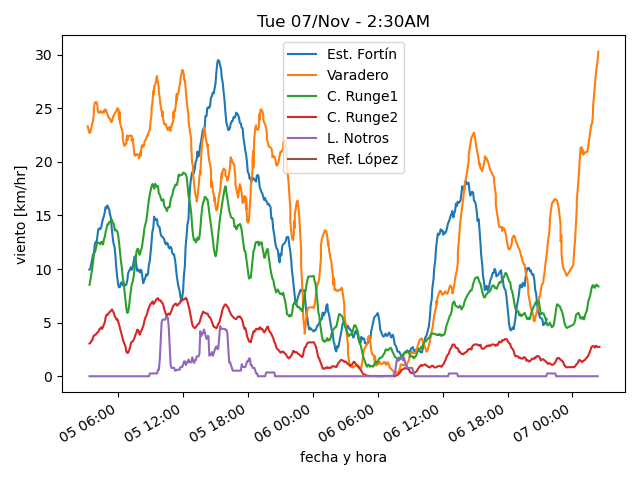 Tue 07/Nov - 2:30AM
Est. Fortín
Varadero
C. Runge1
C. Runge2
L. Notros
Ref. López
viento [km/hr]
30
25
20
15
10
5
0
05 06:00
05 12:00
05 18:00
06 00:00
06 06:00
06 12:00
06 18:00
07 00:00
fecha y hora